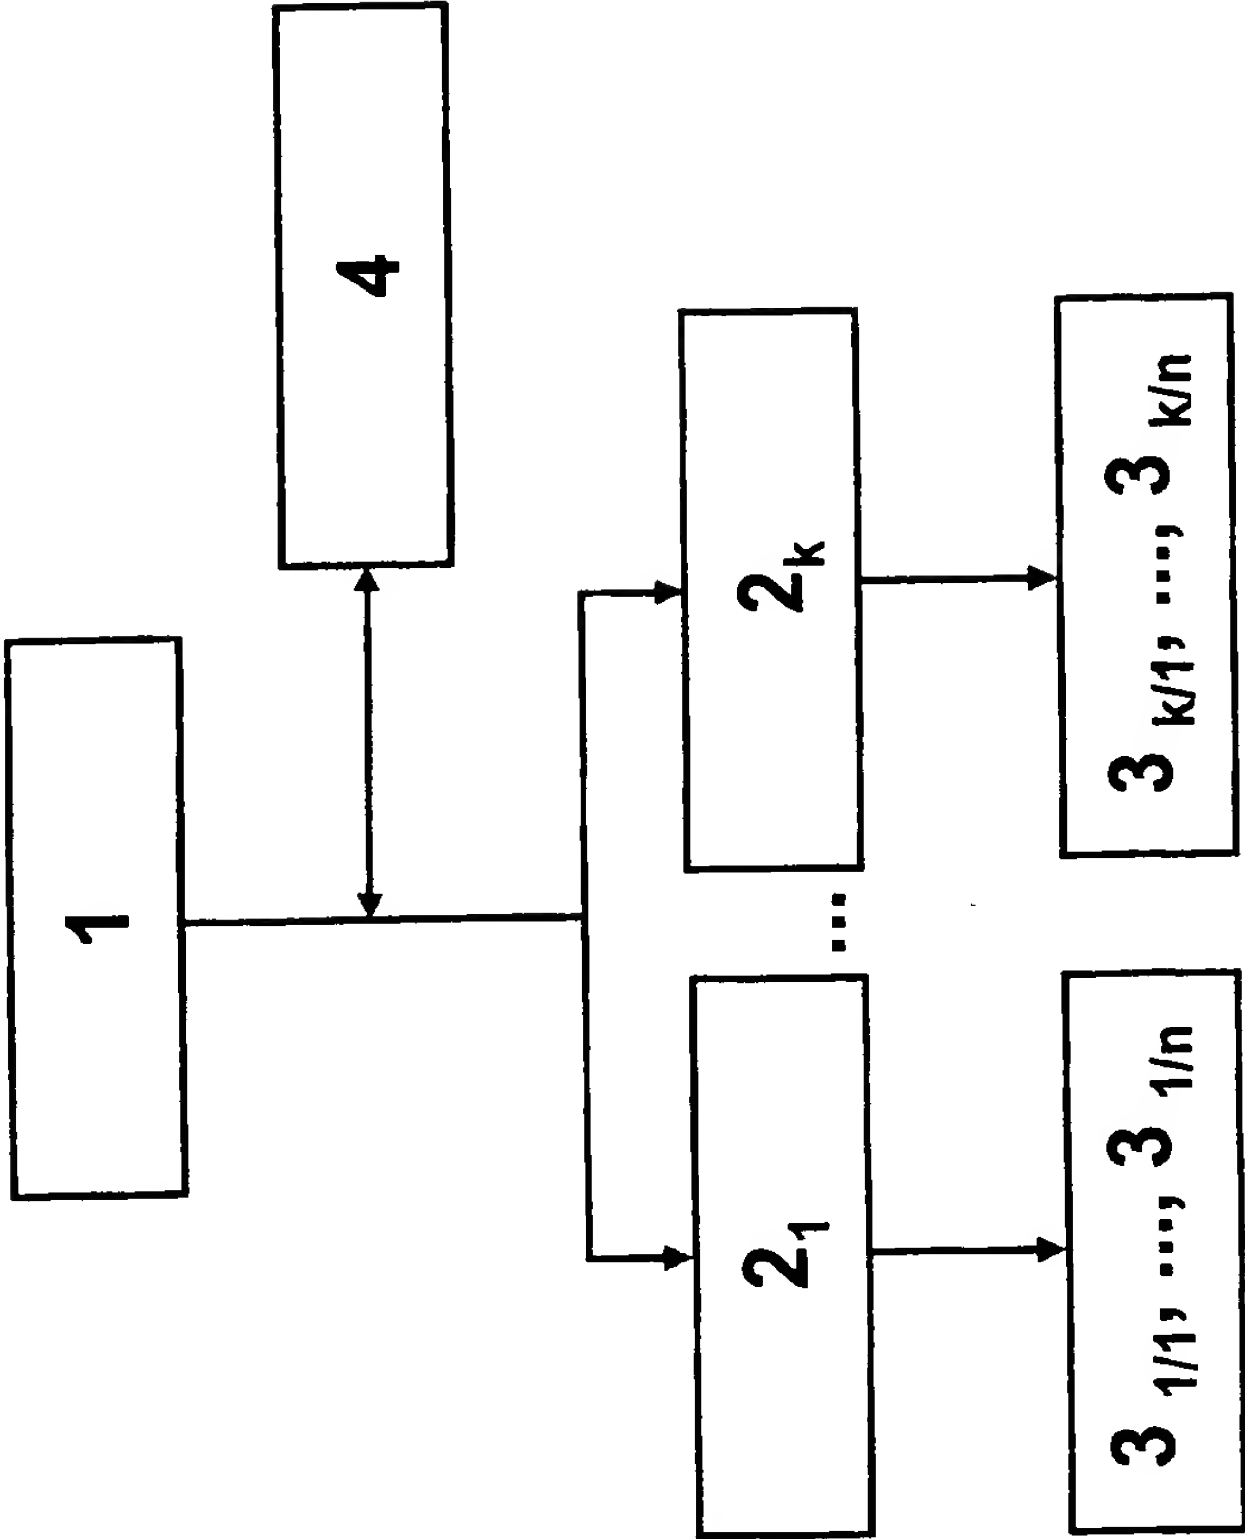 1
4
2₁
...
2ₖ
3 1/1, ..., 3 1/n
3 k/1, ..., 3 k/n